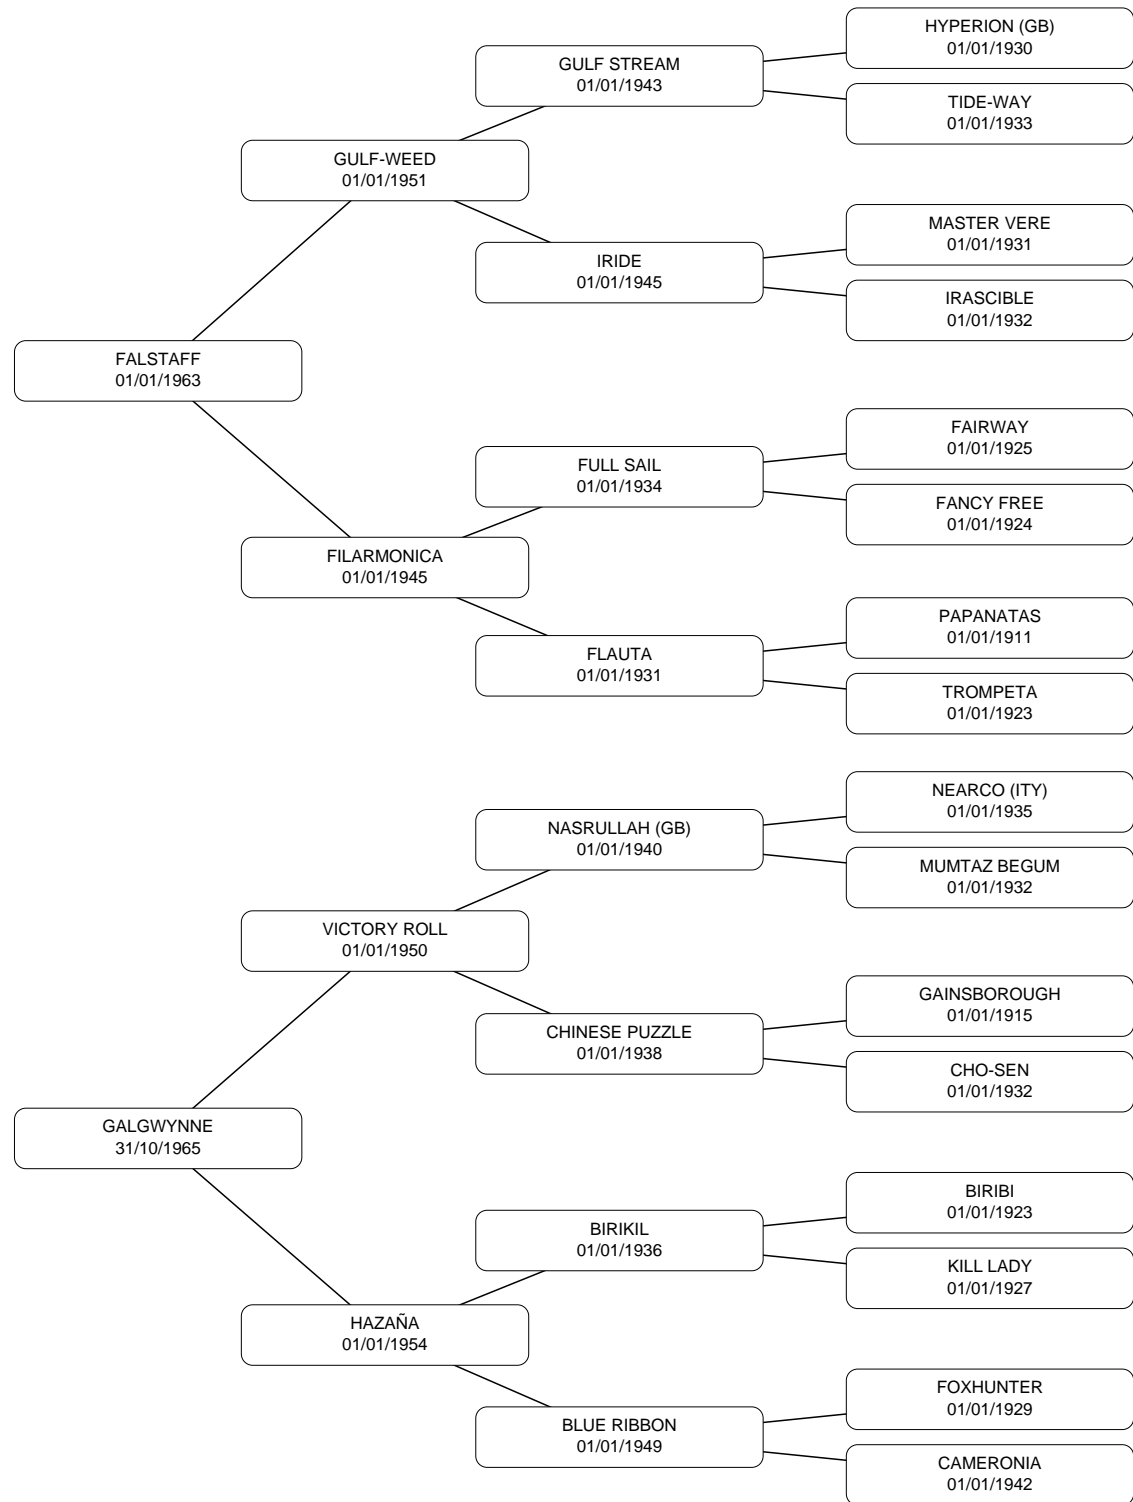 HYPERION (GB)
01/01/1930
GULF STREAM
01/01/1943
TIDE-WAY
01/01/1933
GULF-WEED
01/01/1951
MASTER VERE
01/01/1931
IRIDE
01/01/1945
IRASCIBLE
01/01/1932
FALSTAFF
01/01/1963
FAIRWAY
01/01/1925
FULL SAIL
01/01/1934
FANCY FREE
01/01/1924
FILARMONICA
01/01/1945
PAPANATAS
01/01/1911
FLAUTA
01/01/1931
TROMPETA
01/01/1923
NEARCO (ITY)
01/01/1935
NASRULLAH (GB)
01/01/1940
MUMTAZ BEGUM
01/01/1932
VICTORY ROLL
01/01/1950
GAINSBOROUGH
01/01/1915
CHINESE PUZZLE
01/01/1938
CHO-SEN
01/01/1932
GALGWYNNE
31/10/1965
BIRIBI
01/01/1923
BIRIKIL
01/01/1936
KILL LADY
01/01/1927
HAZAÑA
01/01/1954
FOXHUNTER
01/01/1929
BLUE RIBBON
01/01/1949
CAMERONIA
01/01/1942